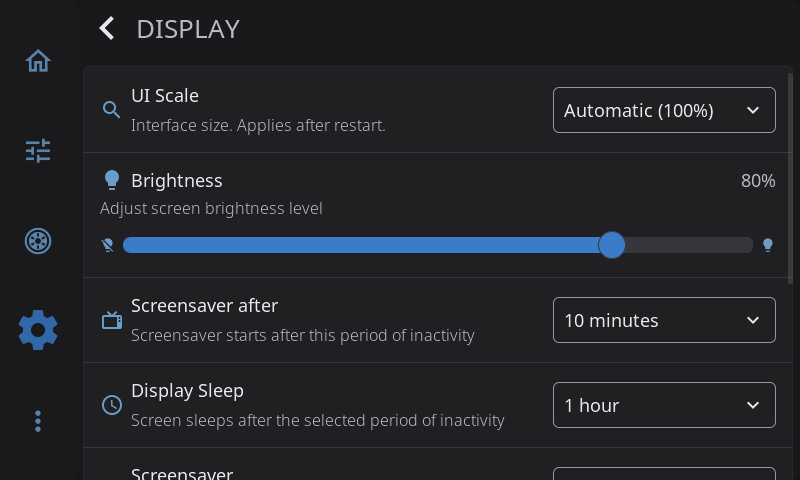 DISPLAY
UI Scale
Interface size. Applies after restart.
Automatic (100%)
Brightness
80%
Adjust screen brightness level
Screensaver after
Screensaver starts after this period of inactivity
10 minutes
Display Sleep
Screen sleeps after the selected period of inactivity
1 hour
Screensaver